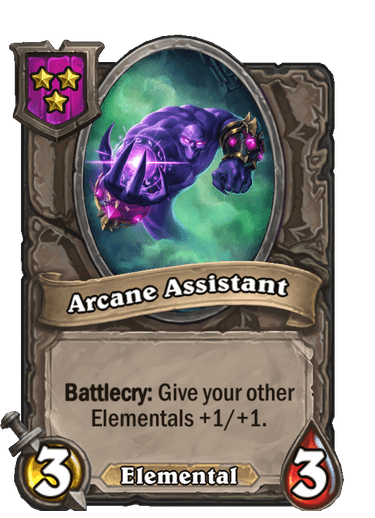 Arcane Assistant
Battlecry: Give your other
Elementals +1/+1.
3
Elemental
3